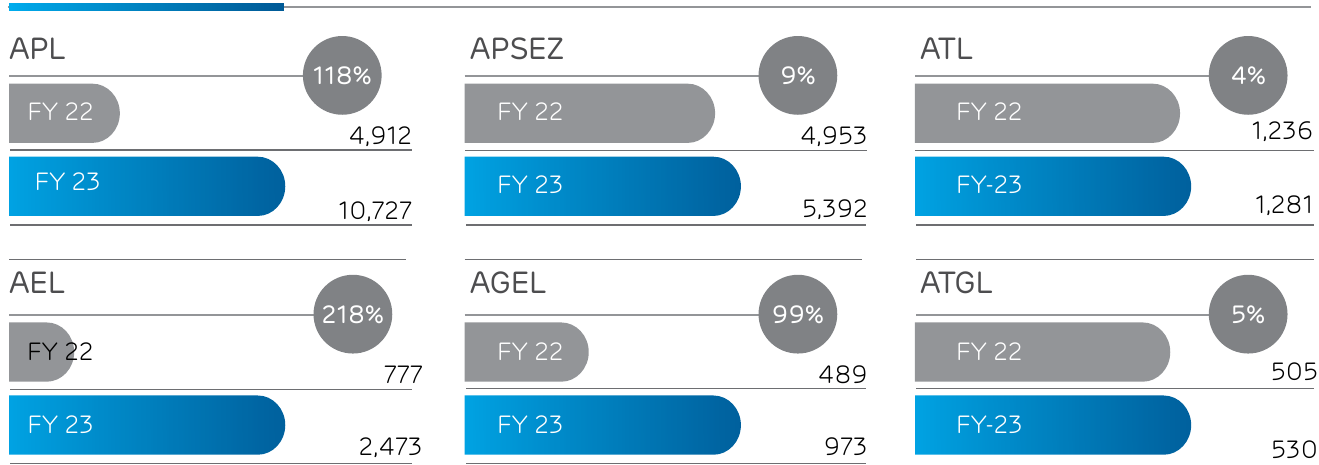 APL
118%
FY 22
4,912
FY 23
10,727
APSEZ
9%
FY 22
4,953
FY 23
5,392
ATL
4%
FY 22
1,236
FY-23
1,281
AEL
218%
FY 22
777
FY 23
2,473
AGEL
99%
FY 22
489
FY 23
973
ATGL
5%
FY 22
505
FY-23
530